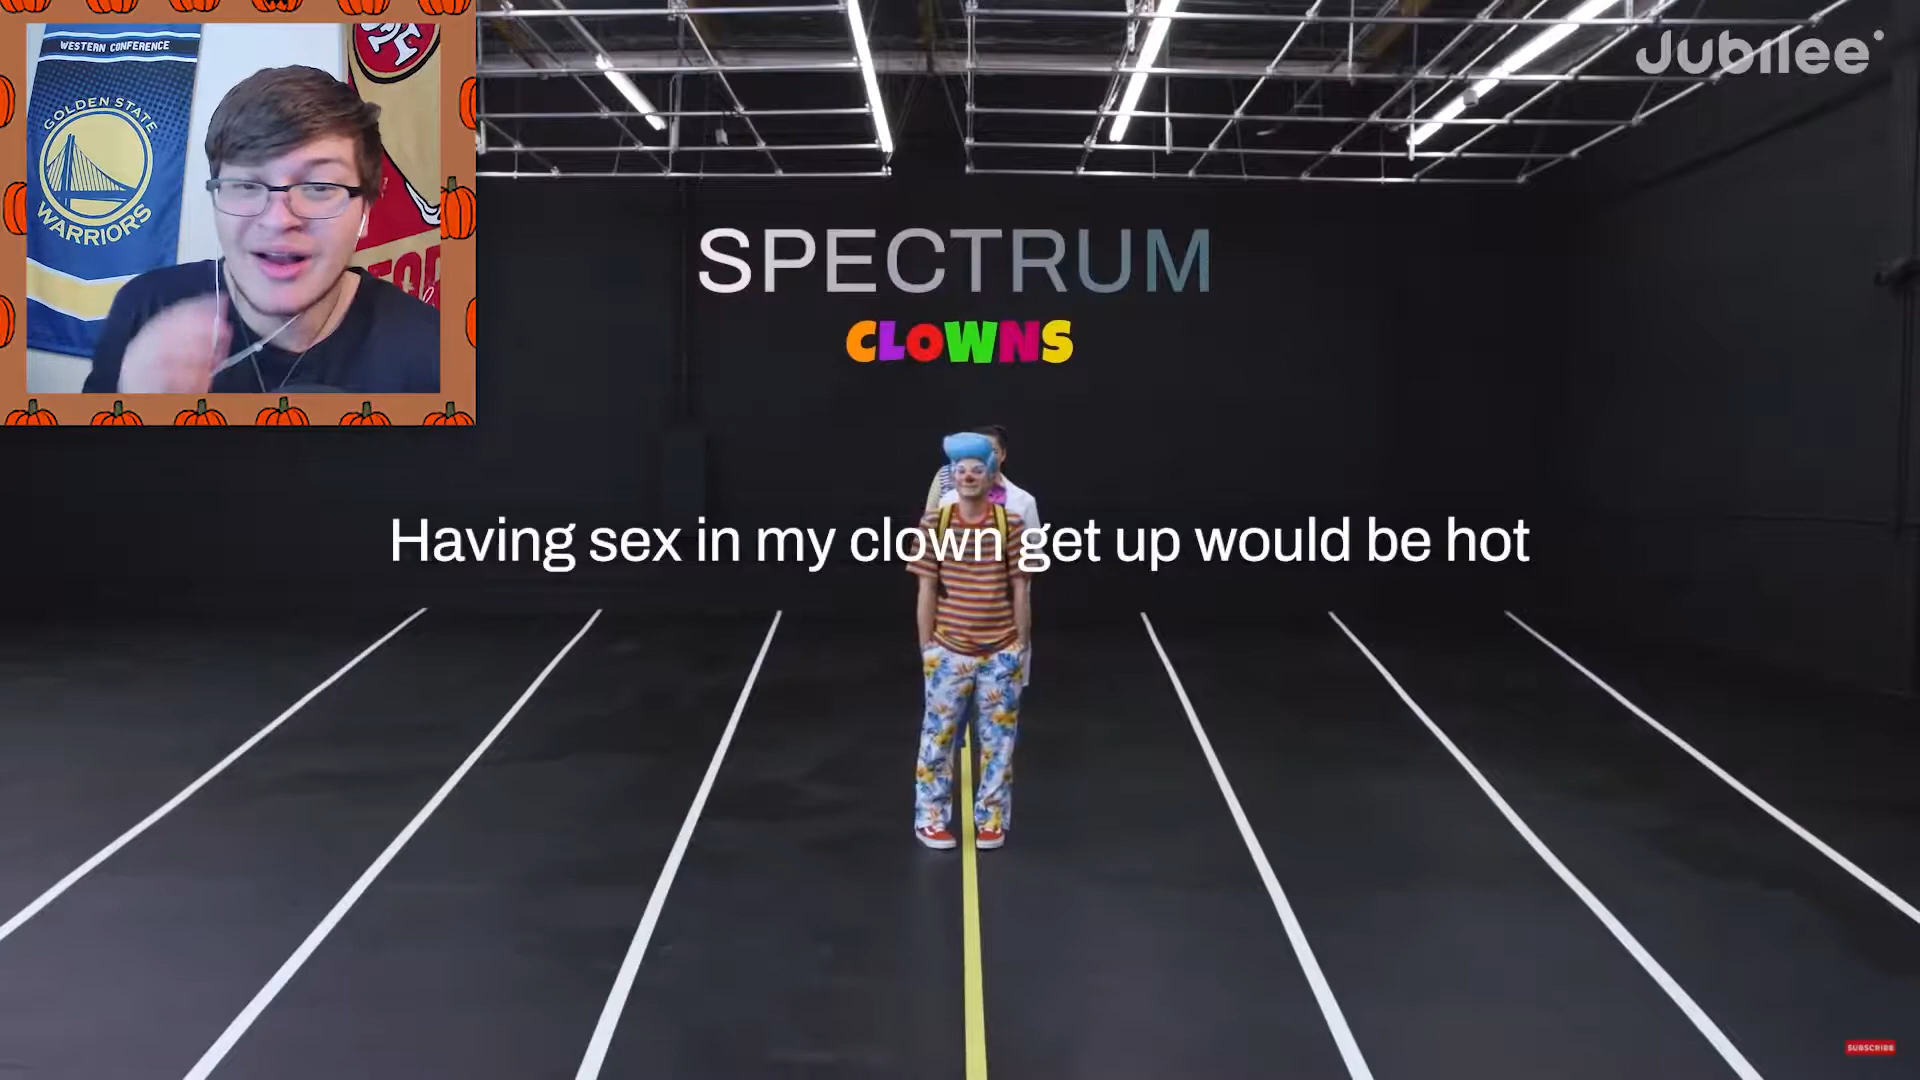 WESTERN CONFERENCE
GOLDEN STATE
WARRIORS
Jubilee
SPECTRUM
CLOWNS
Having sex in my clown get up would be hot
SUBSCRIBE